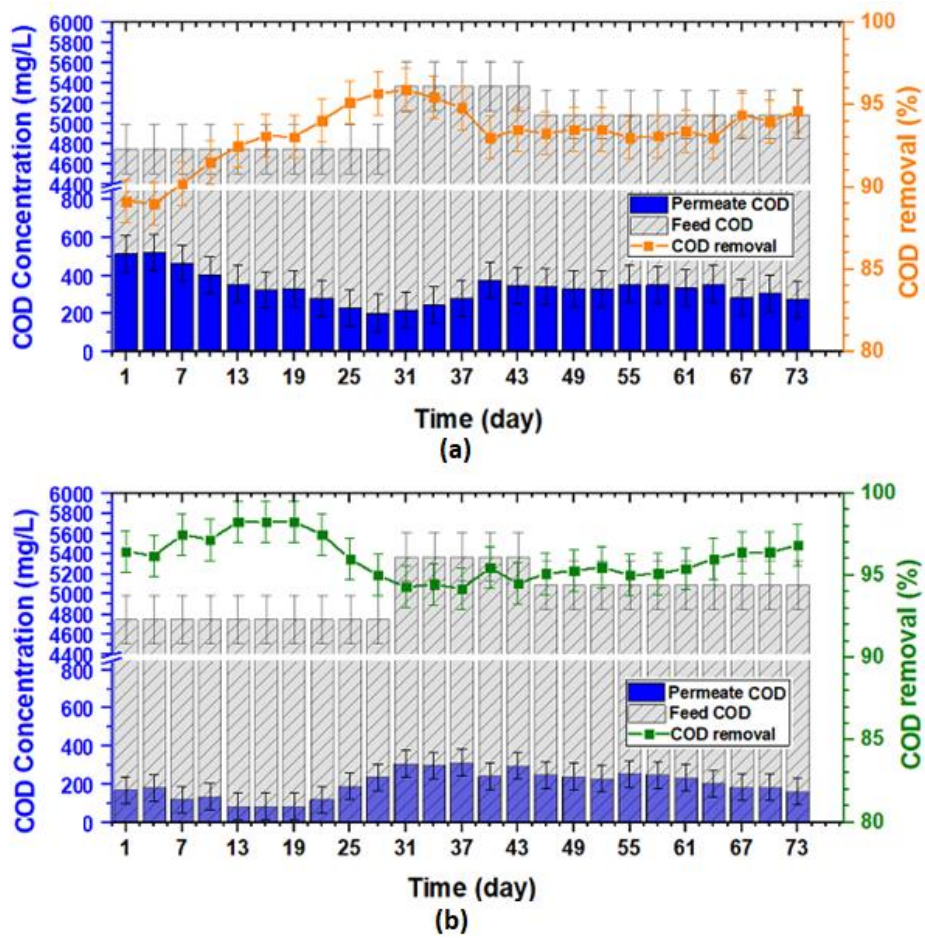 COD Concentration (mg/L)
6000
5800
5600
5400
5200
5000
4800
4600
4400
800
600
400
200
0
100
95
90
85
80
COD removal (%)
Permeate COD
Feed COD
COD removal
1 7 13 19 25 31 37 43 49 55 61 67 73
Time (day)
(a)
COD Concentration (mg/L)
6000
5800
5600
5400
5200
5000
4800
4600
4400
800
600
400
200
0
100
95
90
85
80
COD removal (%)
Permeate COD
Feed COD
COD removal
1 7 13 19 25 31 37 43 49 55 61 67 73
Time (day)
(b)